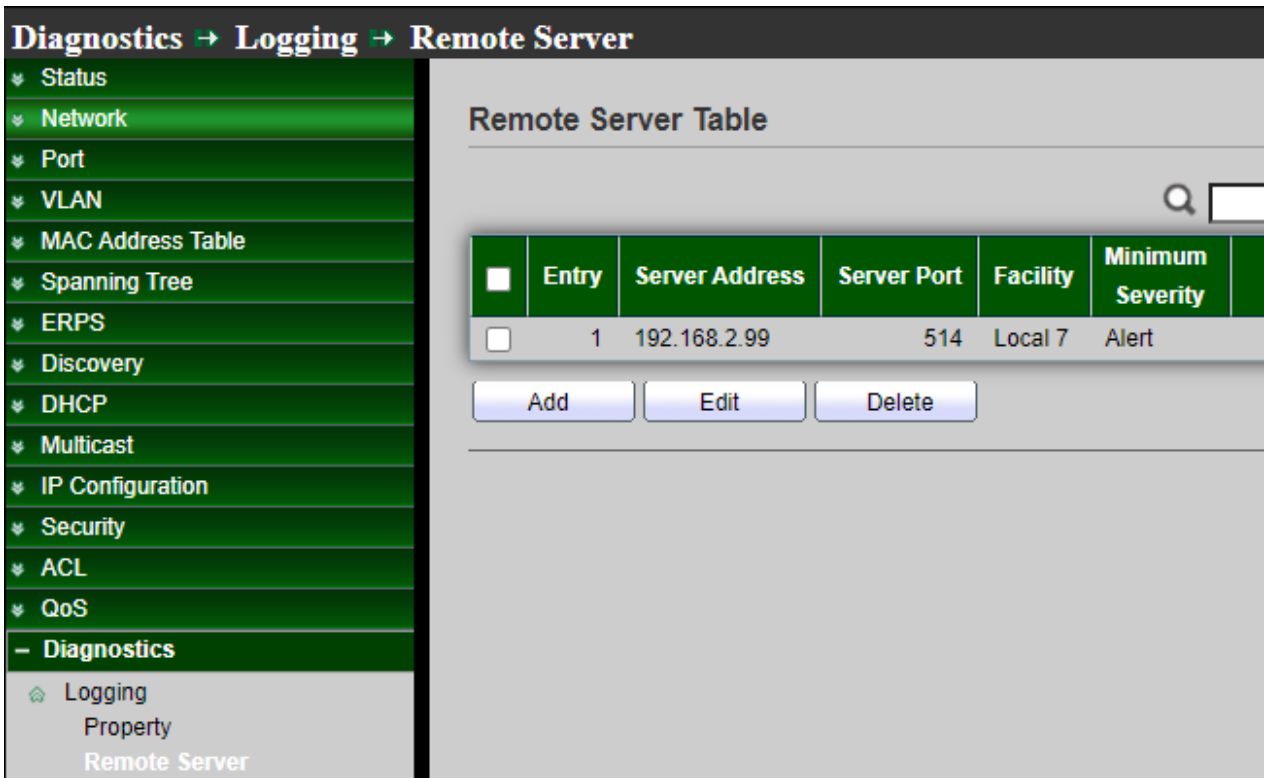 Diagnostics → Logging → Remote Server
Status
Network
Port
VLAN
MAC Address Table
Spanning Tree
ERPS
Discovery
DHCP
Multicast
IP Configuration
Security
ACL
QoS
Diagnostics
Logging
Property
Remote Server
Remote Server Table
Entry Server Address Server Port Facility Minimum Severity
1 192.168.2.99 514 Local 7 Alert
Add Edit Delete